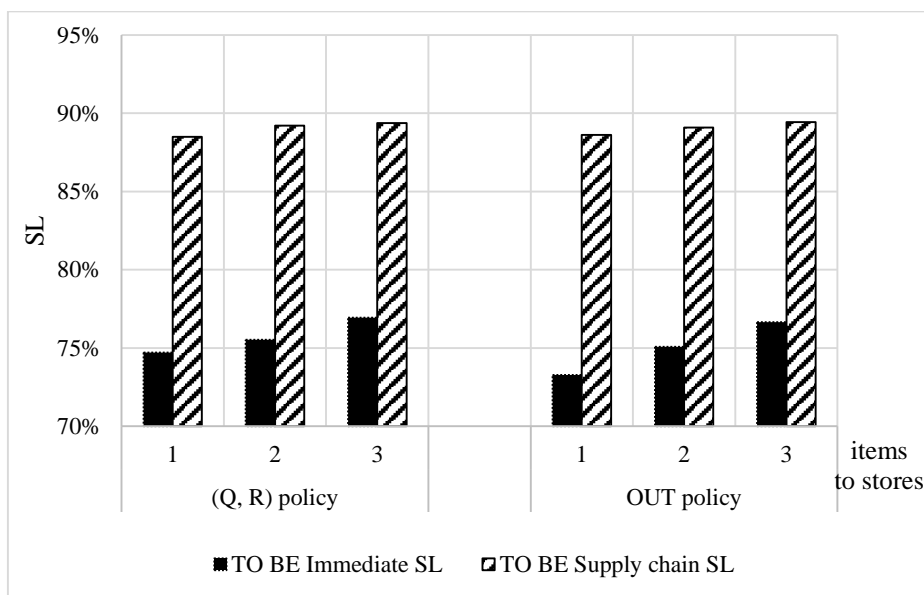 95%
90%
85%
80%
75%
70%
SL
1 2 3 1 2 3
items
to stores
(Q, R) policy OUT policy
TO BE Immediate SL TO BE Supply chain SL